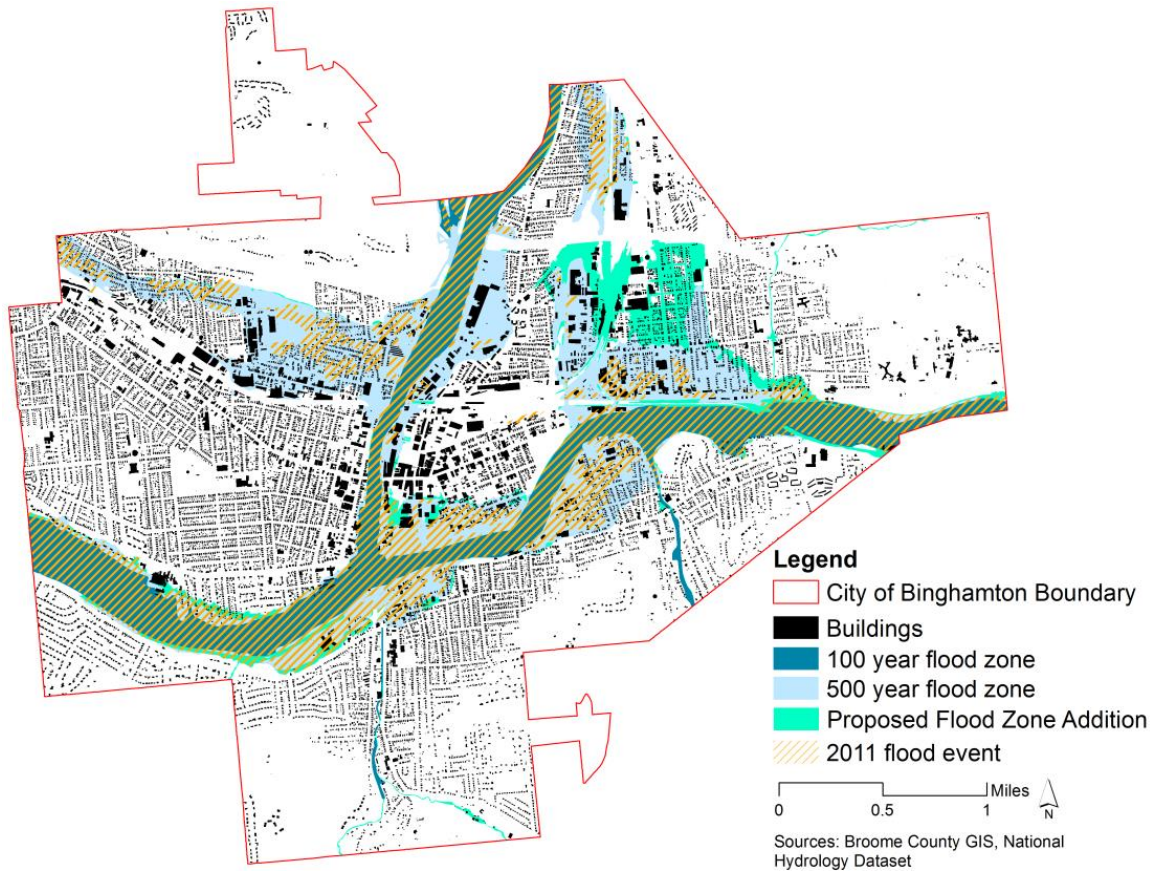 Legend
City of Binghamton Boundary
Buildings
100 year flood zone
500 year flood zone
Proposed Flood Zone Addition
2011 flood event
Miles
0 0.5 1
N
Sources: Broome County GIS, National
Hydrology Dataset